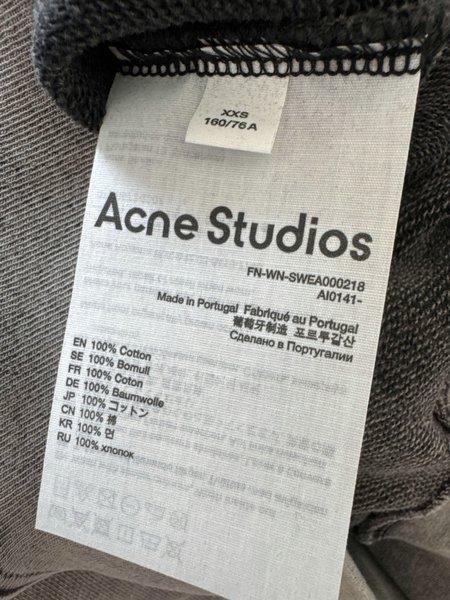 XXS
160/76A
Acne Studios
FN-WN-SWEA000218
AI0141-
Made in Portugal Fabriqué au Portugal
葡萄牙制造 포르투갈산
Сделано в Португалии
EN 100% Cotton
SE 100% Bomull
FR 100% Coton
DE 100% Baumwolle
JP 100% コットン
CN 100% 棉
KR 100% 면
RU 100% хлопок